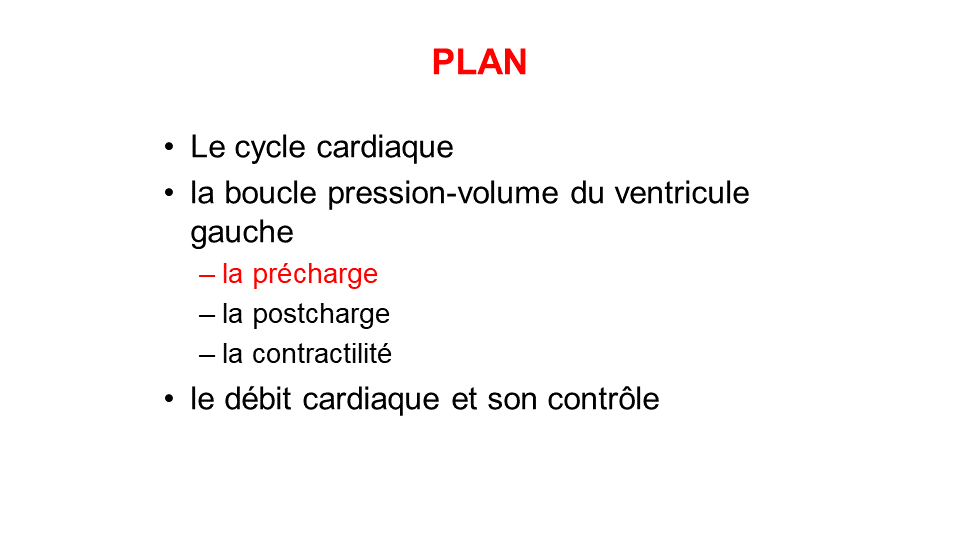 PLAN
• Le cycle cardiaque
• la boucle pression-volume du ventricule
gauche
– la précharge
– la postcharge
– la contractilité
• le débit cardiaque et son contrôle